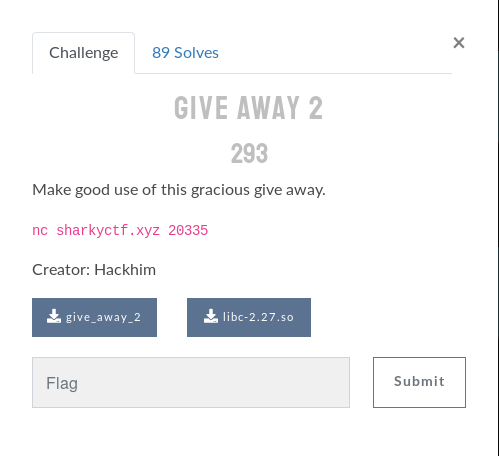 Challenge
89 Solves
×
GIVE AWAY 2
293
Make good use of this gracious give away.
nc sharkyctf.xyz 20335
Creator: Hackhim
give_away_2
libc-2.27.so
Flag
Submit